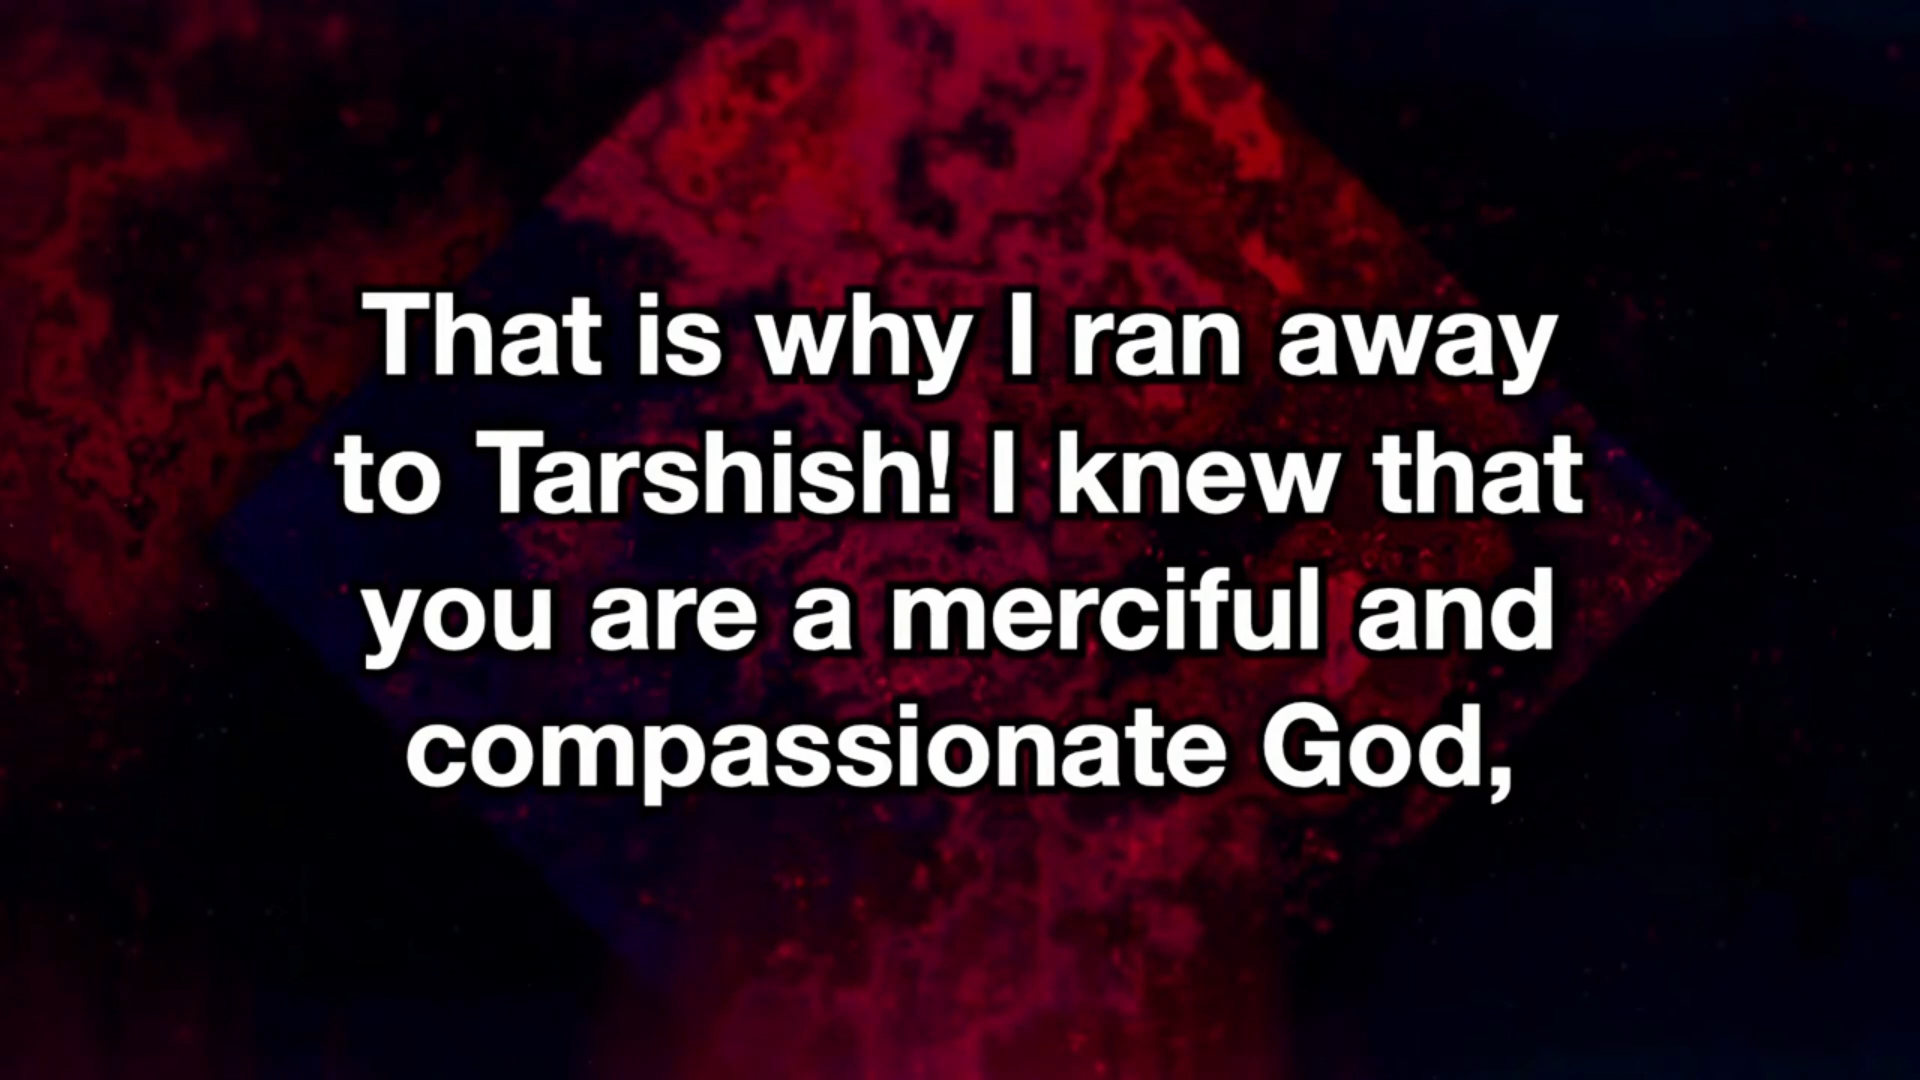 That is why I ran away
to Tarshish! I knew that
you are a merciful and
compassionate God,